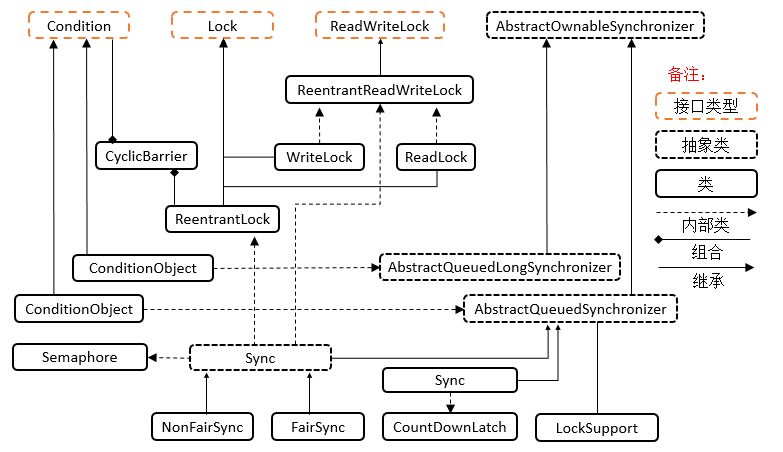 Condition
Lock
ReadWriteLock
AbstractOwnableSynchronizer
备注：
ReentrantReadWriteLock
接口类型
抽象类
CyclicBarrier
WriteLock
ReadLock
类
ReentrantLock
内部类
组合
ConditionObject
AbstractQueuedLongSynchronizer
继承
ConditionObject
AbstractQueuedSynchronizer
Semaphore
Sync
Sync
NonFairSync
FairSync
CountDownLatch
LockSupport